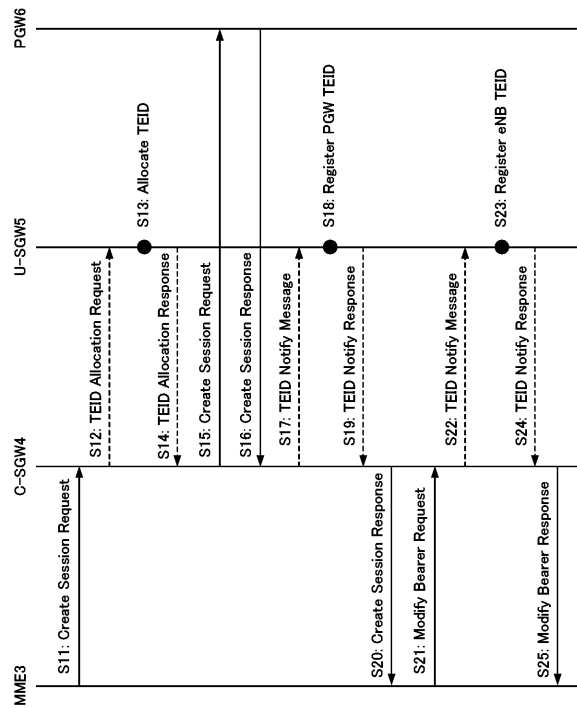 MME3
C-SGW4
U-SGW5
PGW6
S11: Create Session Request
S12: TEID Allocation Request
S13: Allocate TEID
S14: TEID Allocation Response
S15: Create Session Request
S16: Create Session Response
S17: TEID Notify Message
S18: Register PGW TEID
S19: TEID Notify Response
S20: Create Session Response
S21: Modify Bearer Request
S22: TEID Notify Message
S23: Register eNB TEID
S24: TEID Notify Response
S25: Modify Bearer Response